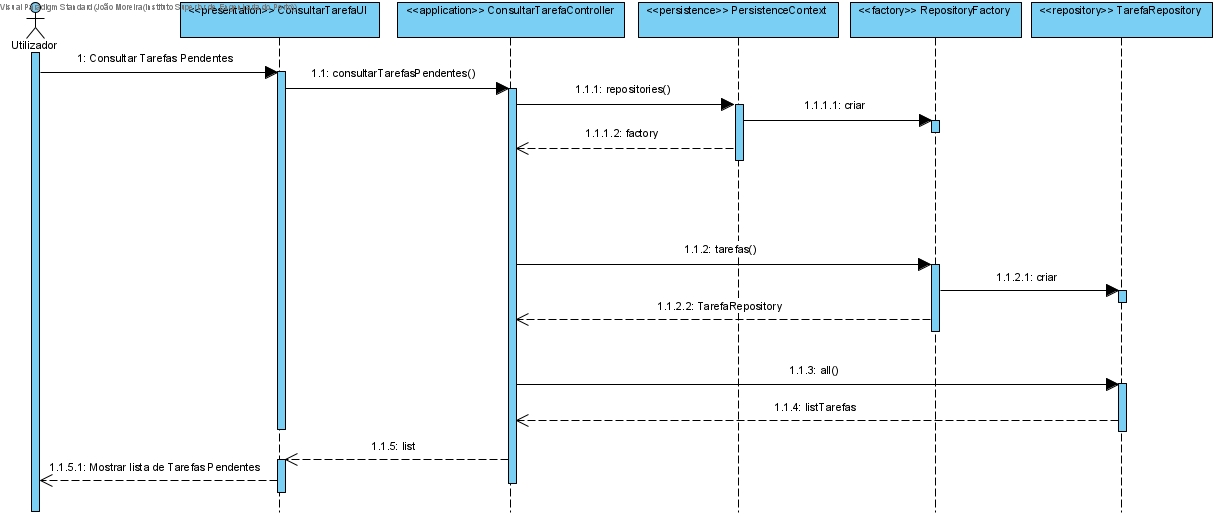 Visual Paradigm Standard (João Moreira (Instituto Superior de Engenharia do Porto)
<<presentation>> ConsultarTarefaUI
<<application>> ConsultarTarefaController
<<persistence>> PersistenceContext
<<factory>> RepositoryFactory
<<repository>> TarefaRepository
Utilizador
1: Consultar Tarefas Pendentes
1.1: consultarTarefasPendentes()
1.1.1: repositories()
1.1.1.1: criar
1.1.1.2: factory
1.1.2: tarefas()
1.1.2.1: criar
1.1.2.2: TarefaRepository
1.1.3: all()
1.1.4: listTarefas
1.1.5: list
1.1.5.1: Mostrar lista de Tarefas Pendentes